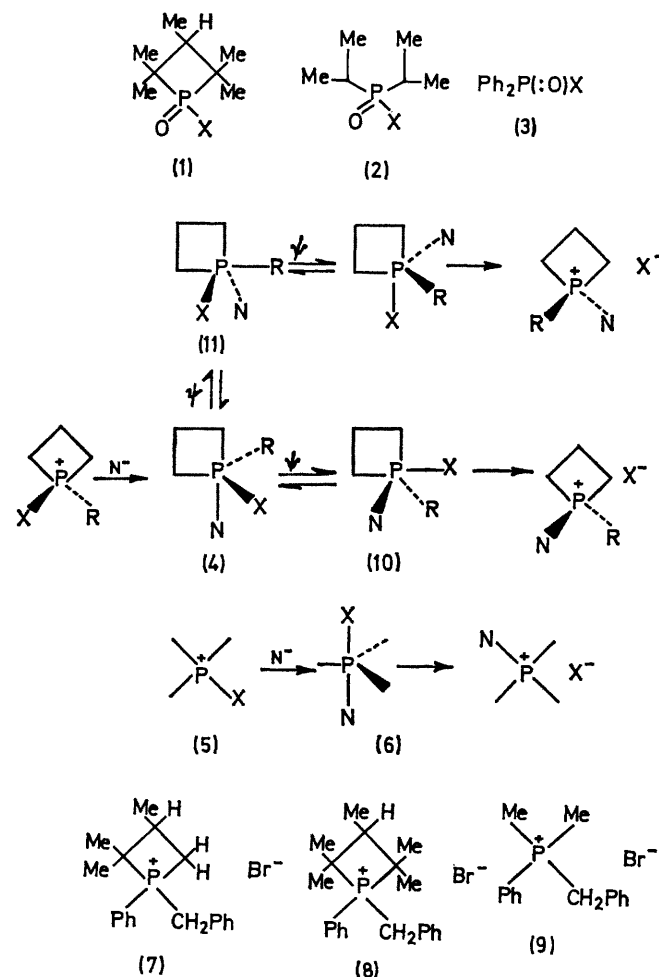 Me H
Me Me
Me P Me
O X
(1)
Me Me
Me P Me
O X
(2)
Ph₂P(:O)X
(3)
P R
X N
(11)
ψ
N
P
R
X
P⁺
R N
X⁻
ψ
P⁺
X R
N⁻
R
P
X
N
(4)
ψ
P X
N R
(10)
P⁺
N R
X⁻
P⁺
X
(5)
N⁻
X
P
N
(6)
N
P⁺
X⁻
Me H
Me H
Me P⁺ H
Ph CH₂Ph
Br⁻
(7)
Me H
Me Me
Me P⁺ Me
Ph CH₂Ph
Br⁻
(8)
Me Me
P⁺
Ph CH₂Ph
Br⁻
(9)